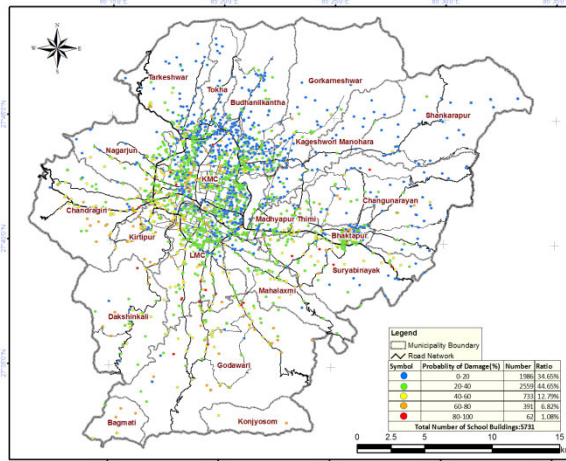 N
W
E
S
Tarkeshwar
Tokha
Gorkarneshwar
Budhanilkantha
Shankarapur
Kageshwori Manohara
Nagarjun
KMC
Changunarayan
Chandragiri
Madhyapur Thimi
Kirtipur
Bhaktapur
LMC
Suryabinayak
Mahalaxmi
Dakshinkali
Godawari
Bagmati
Konjyosom
Legend
Municipality Boundary
Road Network
Symbol Probablity of Damage(%) Number Ratio
0-20 1986 34.65%
20-40 2559 44.65%
40-60 733 12.79%
60-80 391 6.82%
80-100 62 1.08%
Total Number of School Buildings:5731
0 2.5 5 10 15